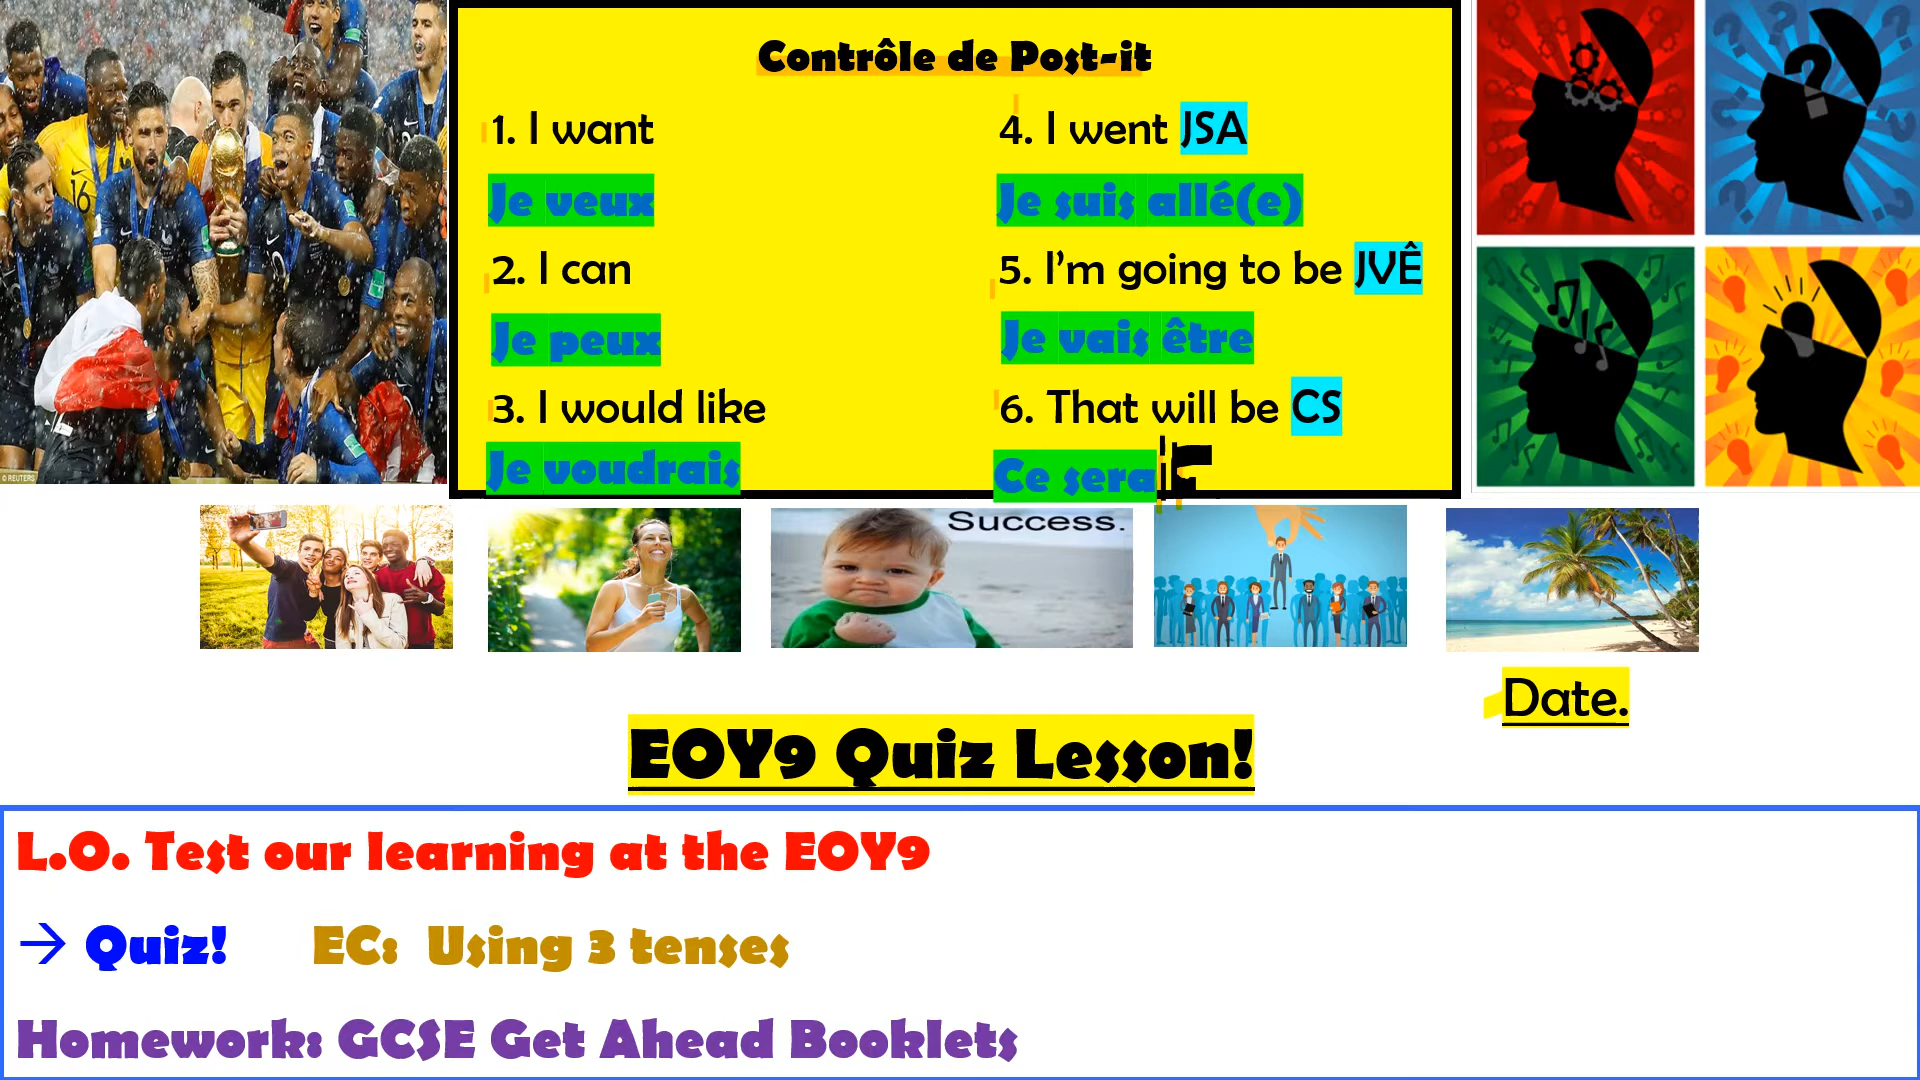 Contrôle de Post-it
1. I want
Je veux
2. I can
Je peux
3. I would like
Je voudrais
4. I went JSA
Je suis allé(e)
5. I'm going to be JVÊ
Je vais être
6. That will be CS
Ce sera
16
© REUTERS
Success.
Date.
EOY9 Quiz Lesson!
L.O. Test our learning at the EOY9
→ Quiz! EC: Using 3 tenses
Homework: GCSE Get Ahead Booklets